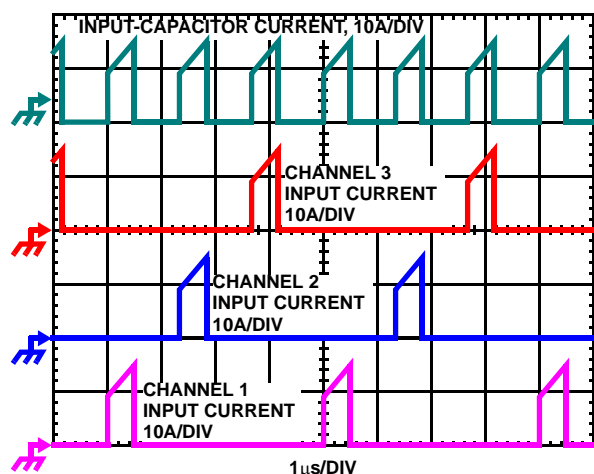 INPUT-CAPACITOR CURRENT, 10A/DIV
CHANNEL 3
INPUT CURRENT
10A/DIV
CHANNEL 2
INPUT CURRENT
10A/DIV
CHANNEL 1
INPUT CURRENT
10A/DIV
1μs/DIV